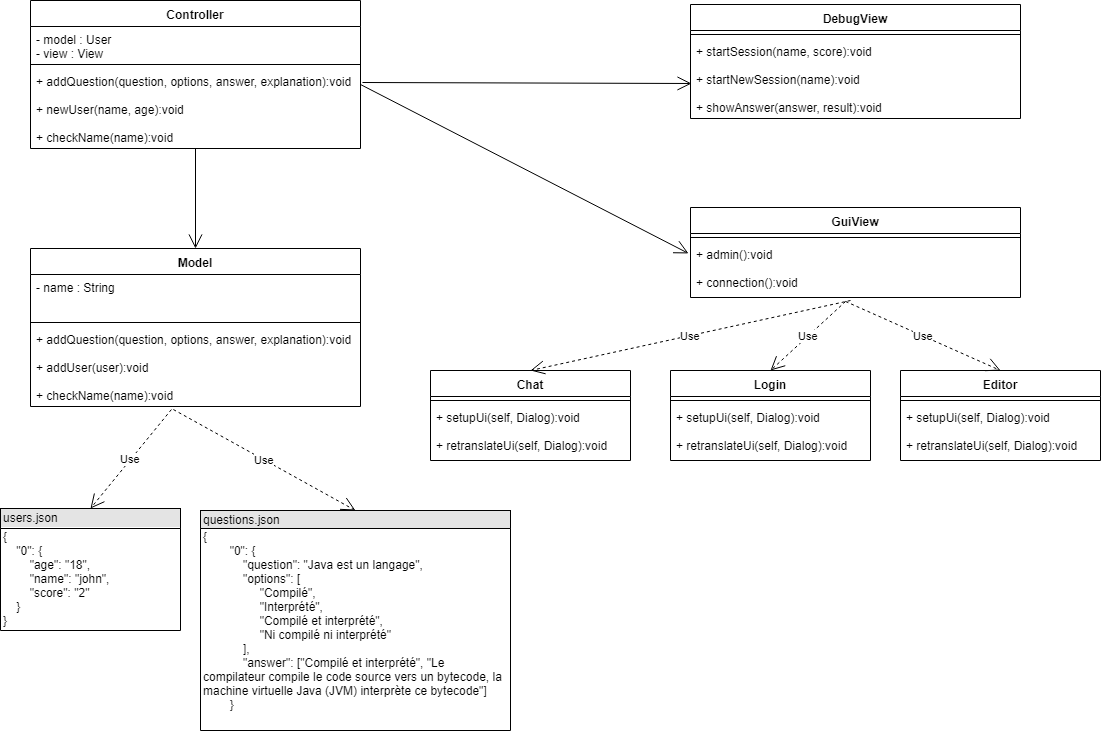 Controller
- model : User
- view : View
+ addQuestion(question, options, answer, explanation):void
+ newUser(name, age):void
+ checkName(name):void
DebugView
+ startSession(name, score):void
+ startNewSession(name):void
+ showAnswer(answer, result):void
GuiView
+ admin():void
+ connection():void
Model
- name : String
+ addQuestion(question, options, answer, explanation):void
+ addUser(user):void
+ checkName(name):void
Use
Use
Use
Chat
+ setupUi(self, Dialog):void
+ retranslateUi(self, Dialog):void
Login
+ setupUi(self, Dialog):void
+ retranslateUi(self, Dialog):void
Editor
+ setupUi(self, Dialog):void
+ retranslateUi(self, Dialog):void
Use
Use
users.json
{
"0": {
"age": "18",
"name": "john",
"score": "2"
}
}
questions.json
{
"0": {
"question": "Java est un langage",
"options": [
"Compilé",
"Interprété",
"Compilé et interprété",
"Ni compilé ni interprété"
],
"answer": ["Compilé et interprété", "Le
compilateur compile le code source vers un bytecode, la
machine virtuelle Java (JVM) interprète ce bytecode"]
}